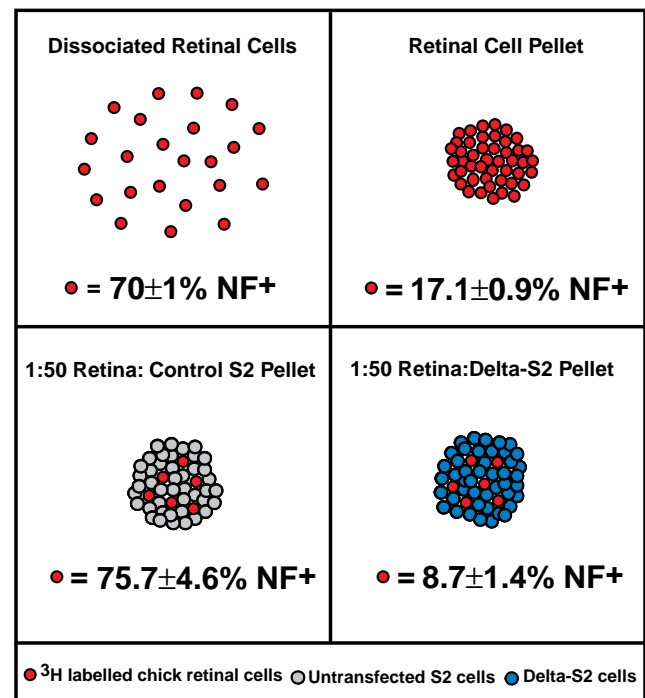 Dissociated Retinal Cells
Retinal Cell Pellet
= 70±1% NF+
= 17.1±0.9% NF+
1:50 Retina: Control S2 Pellet
1:50 Retina:Delta-S2 Pellet
= 75.7±4.6% NF+
= 8.7±1.4% NF+
³H labelled chick retinal cells Untransfected S2 cells Delta-S2 cells